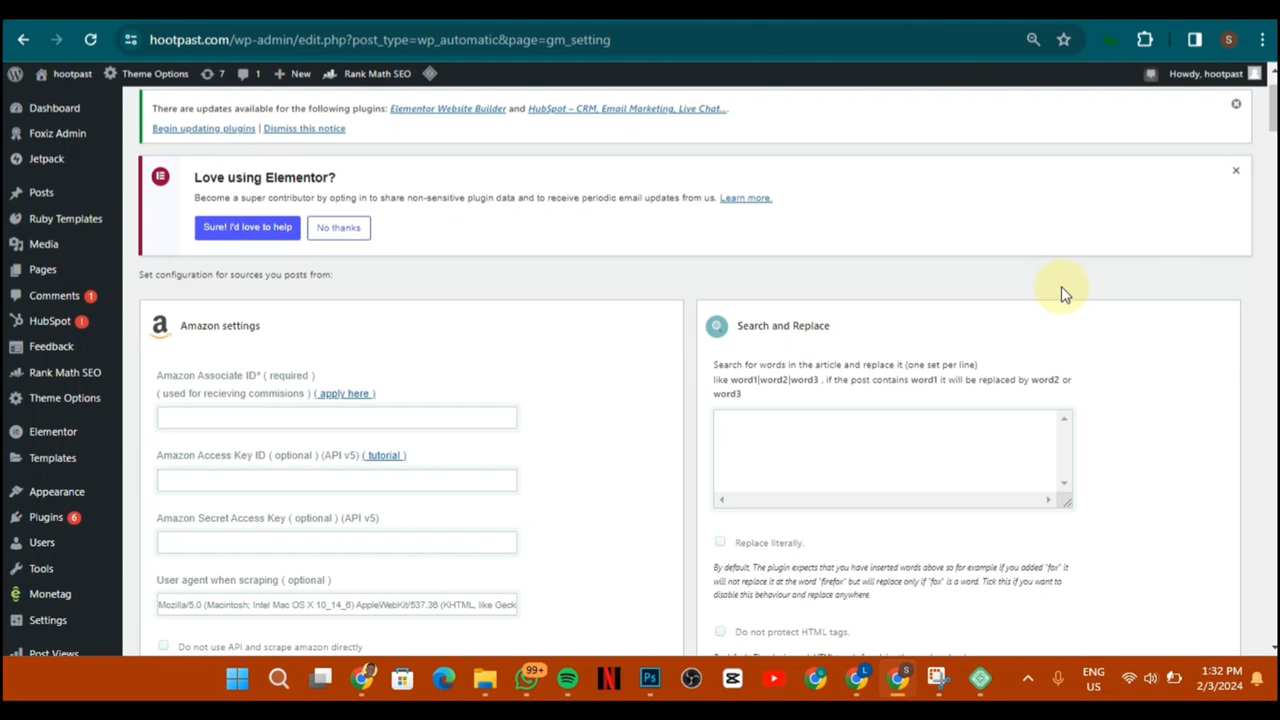 hootpast.com/wp-admin/edit.php?post_type=wp_automatic&page=gm_setting
S
hootpast
Theme Options
7
1
New
Rank Math SEO
Howdy, hootpast
Dashboard
Foxiz Admin
Jetpack
Posts
Ruby Templates
Media
Pages
Comments 1
HubSpot !
Feedback
Rank Math SEO
Theme Options
Elementor
Templates
Appearance
Plugins 6
Users
Tools
Monetag
Settings
Post Views
There are updates available for the following plugins: Elementor Website Builder and HubSpot – CRM, Email Marketing, Live Chat...
Begin updating plugins | Dismiss this notice
Love using Elementor?
Become a super contributor by opting in to share non-sensitive plugin data and to receive periodic email updates from us. Learn more.
Sure! I'd love to help
No thanks
Set configuration for sources you posts from:
Amazon settings
Amazon Associate ID* ( required )
( used for recieving commisions ) ( apply here )
Amazon Access Key ID ( optional ) (API v5) ( tutorial )
Amazon Secret Access Key ( optional ) (API v5)
User agent when scraping ( optional )
Mozilla/5.0 (Macintosh; Intel Mac OS X 10_14_6) AppleWebKit/537.36 (KHTML, like Geck
Do not use API and scrape amazon directly
Search and Replace
Search for words in the article and replace it (one set per line)
like word1|word2|word3 . if the post contains word1 it will be replaced by word2 or
word3
Replace literally.
By default, The plugin expects that you have inserted words above so for example if you added "fox" it
will not replace it at the word "firefox" but will replace only if "fox" is a word. Tick this if you want to
disable this behaviour and replace anywhere.
Do not protect HTML tags.
99+
Ps
ENG
US
1:32 PM
2/3/2024